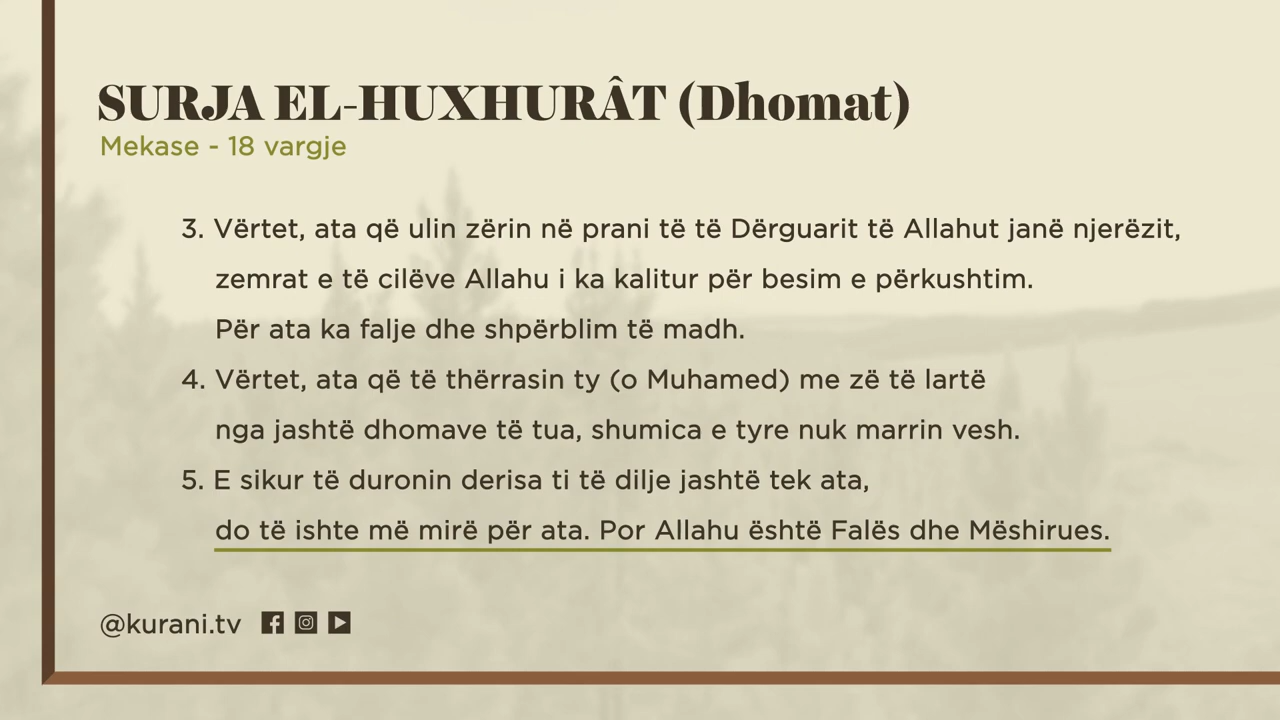 SURJA EL-HUXHURÂT (Dhomat)
Mekase - 18 vargje
3. Vërtet, ata që ulin zërin në prani të të Dërguarit të Allahut janë njerëzit,
zemrat e të cilëve Allahu i ka kalitur për besim e përkushtim.
Për ata ka falje dhe shpërblim të madh.
4. Vërtet, ata që të thërrasin ty (o Muhamed) me zë të lartë
nga jashtë dhomave të tua, shumica e tyre nuk marrin vesh.
5. E sikur të duronin derisa ti të dilje jashtë tek ata,
do të ishte më mirë për ata. Por Allahu është Falës dhe Mëshirues.
@kurani.tv